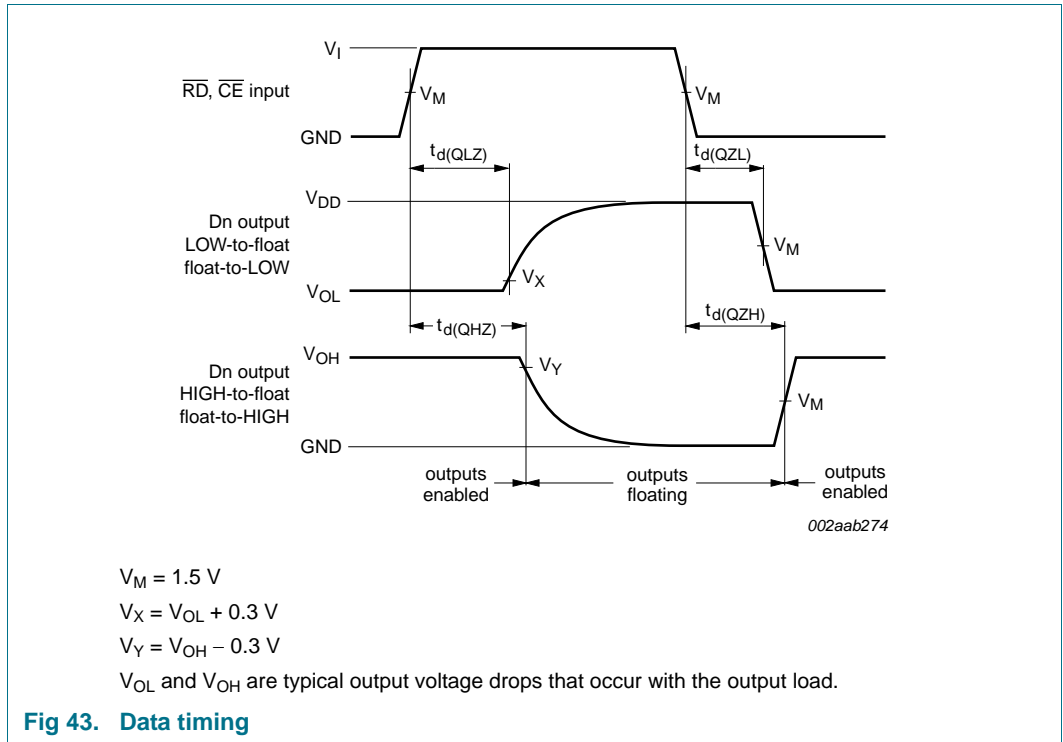 V_I
RD, CE input
V_M
V_M
GND
t_d(QLZ)
t_d(QZL)
V_DD
Dn output
LOW-to-float
float-to-LOW
V_M
V_X
V_OL
t_d(QHZ)
t_d(QZH)
V_OH
V_Y
Dn output
HIGH-to-float
float-to-HIGH
V_M
GND
outputs enabled
outputs floating
outputs enabled
002aab274
V_M = 1.5 V
V_X = V_OL + 0.3 V
V_Y = V_OH − 0.3 V
V_OL and V_OH are typical output voltage drops that occur with the output load.
Fig 43. Data timing